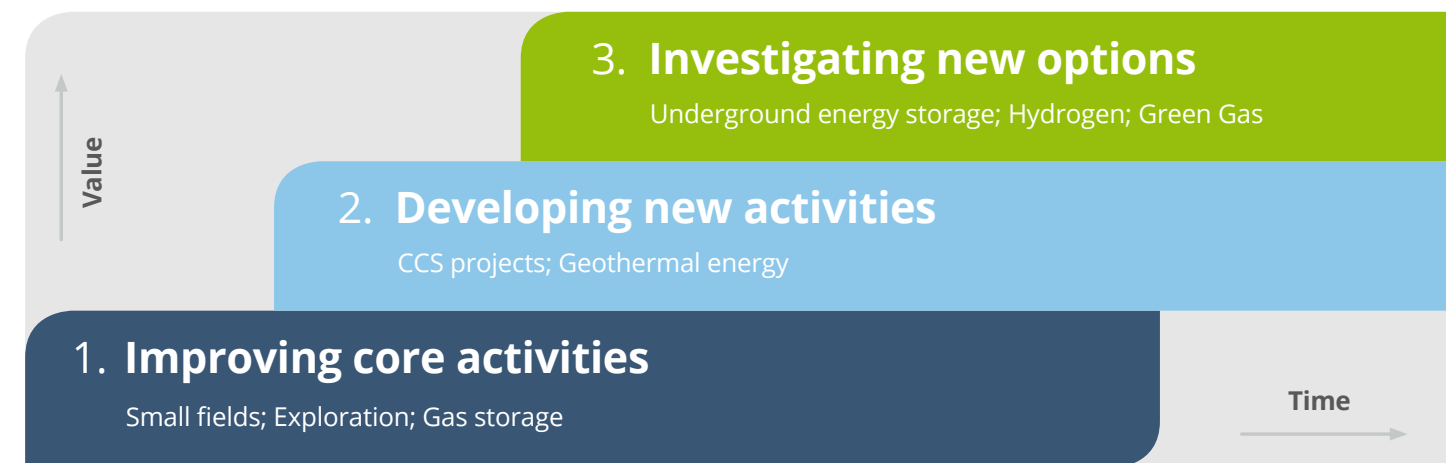 3. Investigating new options
Underground energy storage; Hydrogen; Green Gas
Value
2. Developing new activities
CCS projects; Geothermal energy
1. Improving core activities
Small fields; Exploration; Gas storage
Time